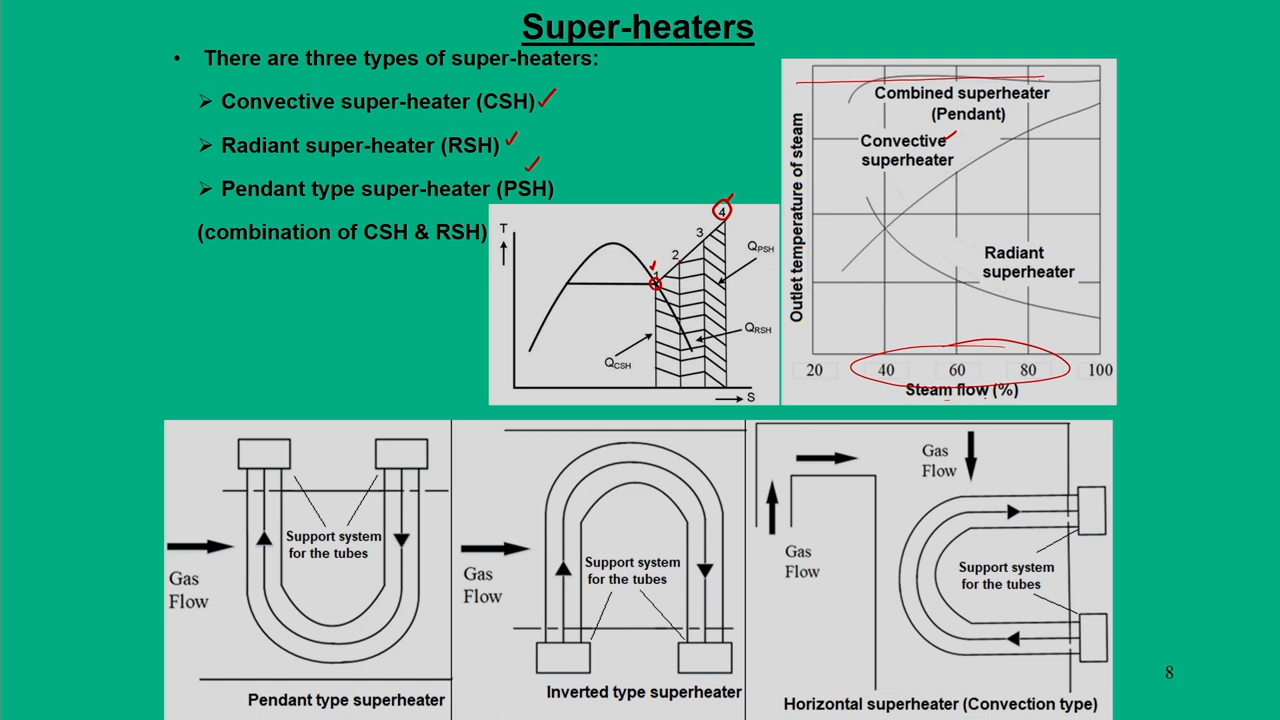 Super-heaters
• There are three types of super-heaters:
➢ Convective super-heater (CSH)
➢ Radiant super-heater (RSH)
➢ Pendant type super-heater (PSH)
(combination of CSH & RSH)
T
1
2
3
4
QPSH
QRSH
QCSH
S
Outlet temperature of steam
Combined superheater
(Pendant)
Convective
superheater
Radiant
superheater
20 40 60 80 100
Steam flow (%)
Gas
Flow
Support system
for the tubes
Pendant type superheater
Gas
Flow
Support system
for the tubes
Inverted type superheater
Gas
Flow
Gas
Flow
Support system
for the tubes
Horizontal superheater (Convection type)
8